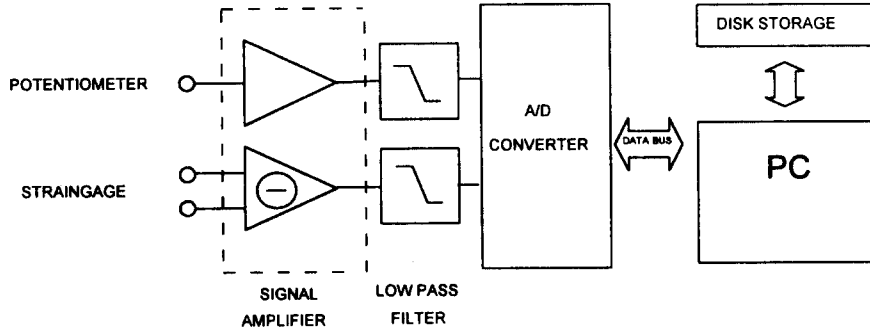 DISK STORAGE
POTENTIOMETER
A/D
CONVERTER
DATA BUS
PC
STRAINGAGE
SIGNAL
AMPLIFIER
LOW PASS
FILTER